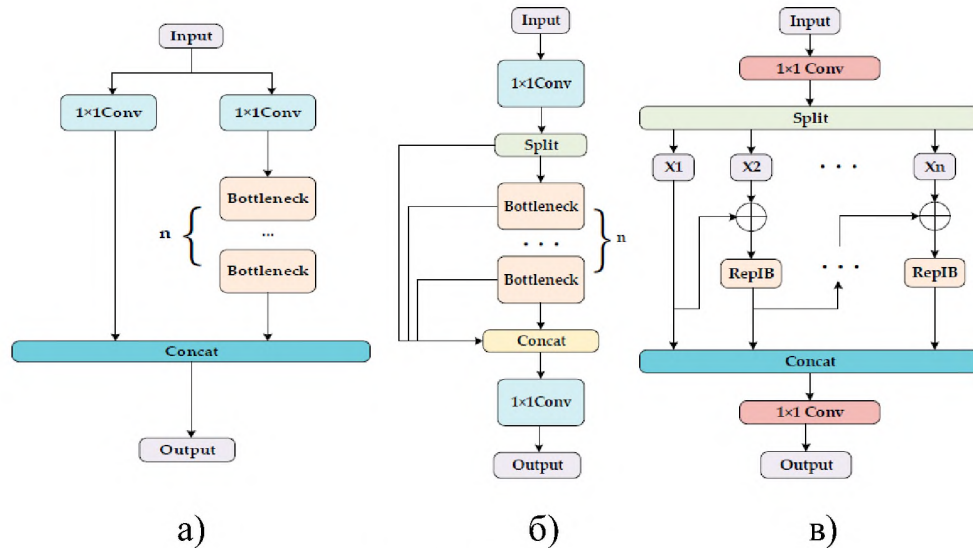 Input
1×1Conv
1×1Conv
Bottleneck
n
...
Bottleneck
Concat
Output
а)
Input
1×1Conv
Split
Bottleneck
. . .
n
Bottleneck
Concat
1×1Conv
Output
б)
Input
1×1 Conv
Split
X1
X2
. . .
Xn
RepIB
. . .
RepIB
Concat
1×1 Conv
Output
в)